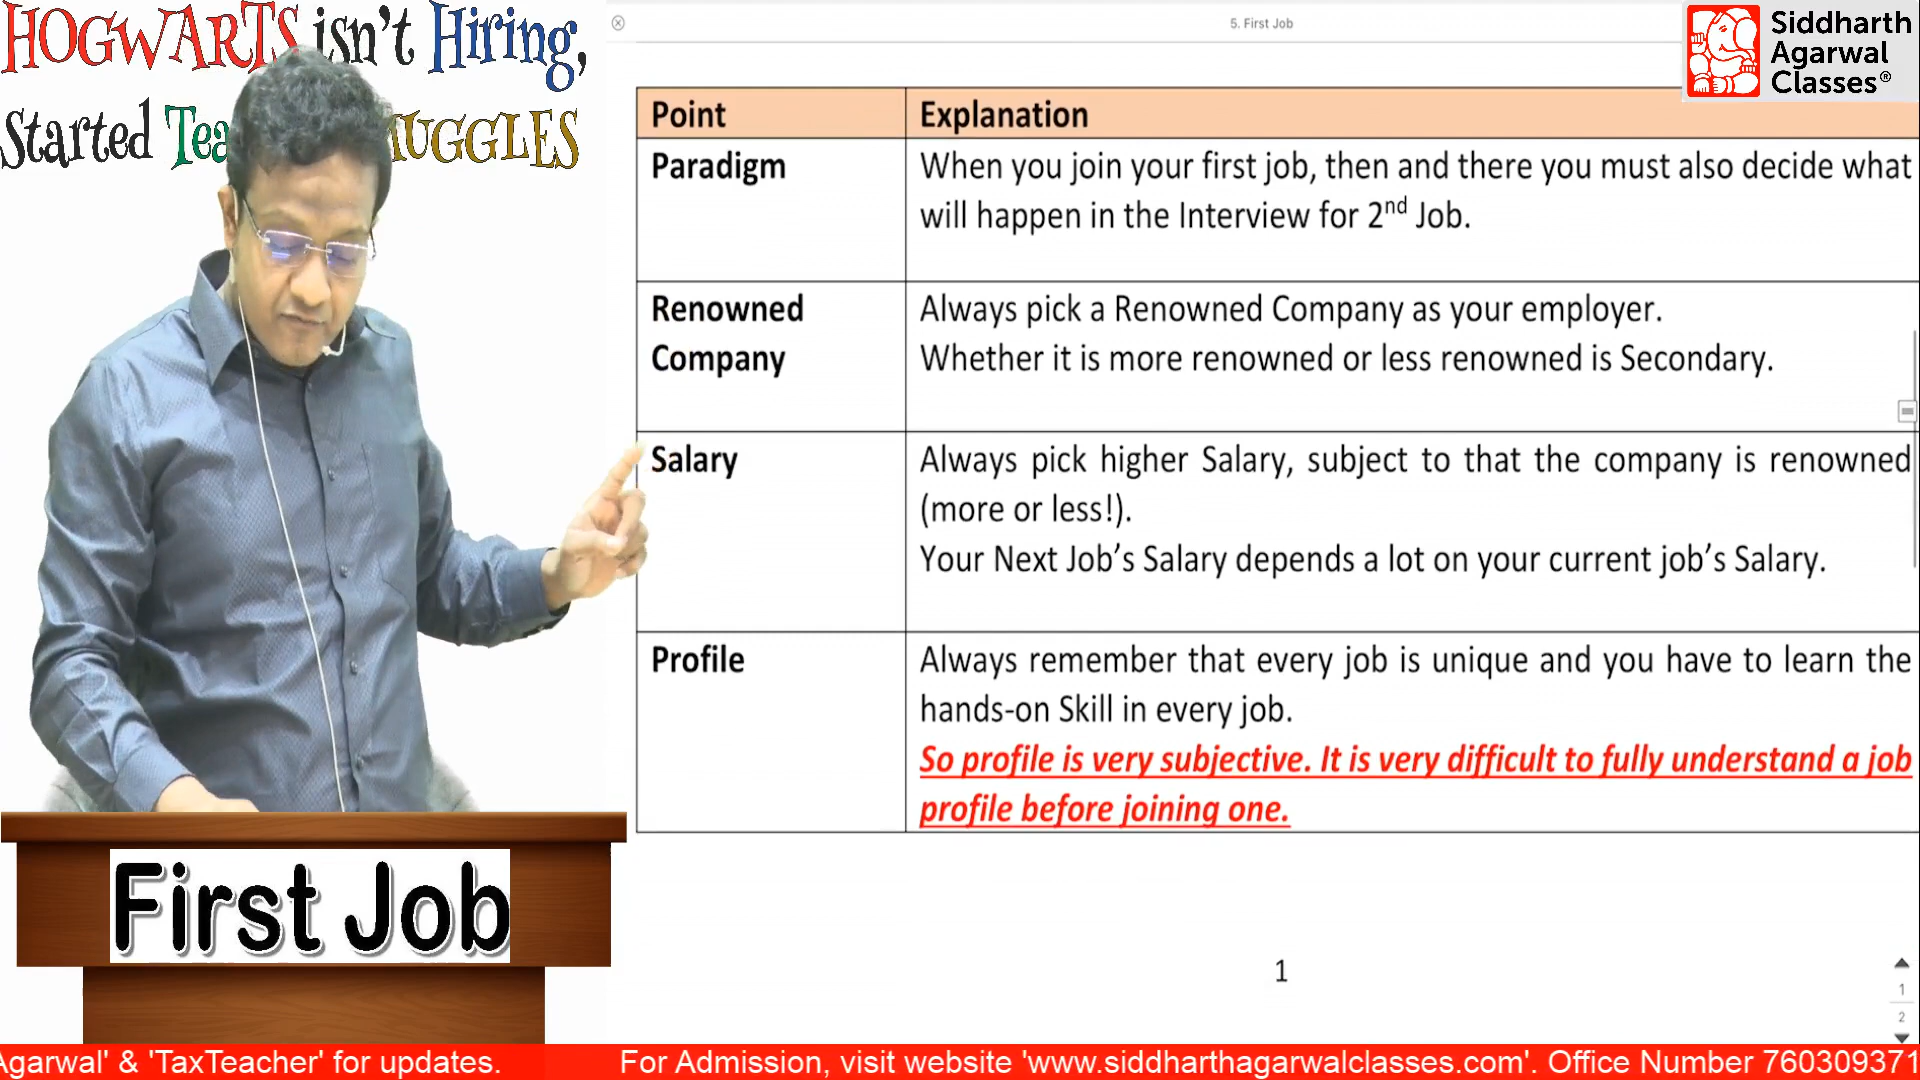 HOGWARTS isn't Hiring,
Started Tea UGGLES
5. First Job
Siddharth
Agarwal
Classes®
Point Explanation
Paradigm When you join your first job, then and there you must also decide what
will happen in the Interview for 2nd Job.
Renowned Always pick a Renowned Company as your employer.
Company Whether it is more renowned or less renowned is Secondary.
Salary Always pick higher Salary, subject to that the company is renowned
(more or less!).
Your Next Job's Salary depends a lot on your current job's Salary.
Profile Always remember that every job is unique and you have to learn the
hands-on Skill in every job.
So profile is very subjective. It is very difficult to fully understand a job
profile before joining one.
First Job
1
1
2
Agarwal' & 'TaxTeacher' for updates. For Admission, visit website 'www.siddharthagarwalclasses.com'. Office Number 760309371